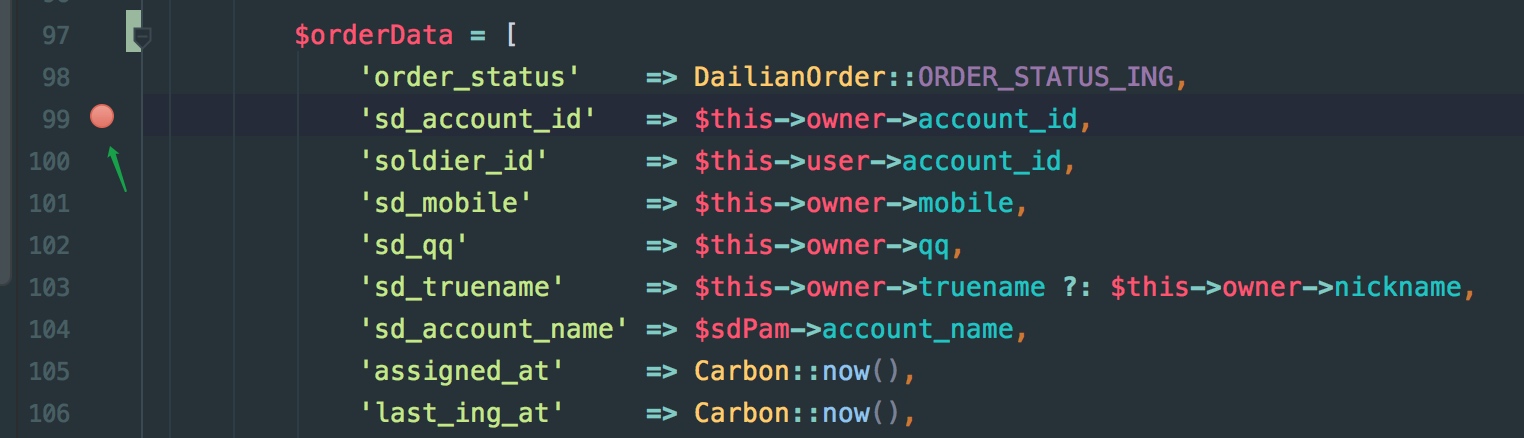 97 $orderData = [
98 'order_status' => DailianOrder::ORDER_STATUS_ING,
99 'sd_account_id' => $this->owner->account_id,
100 'soldier_id' => $this->user->account_id,
101 'sd_mobile' => $this->owner->mobile,
102 'sd_qq' => $this->owner->qq,
103 'sd_truename' => $this->owner->truename ?: $this->owner->nickname,
104 'sd_account_name' => $sdPam->account_name,
105 'assigned_at' => Carbon::now(),
106 'last_ing_at' => Carbon::now(),